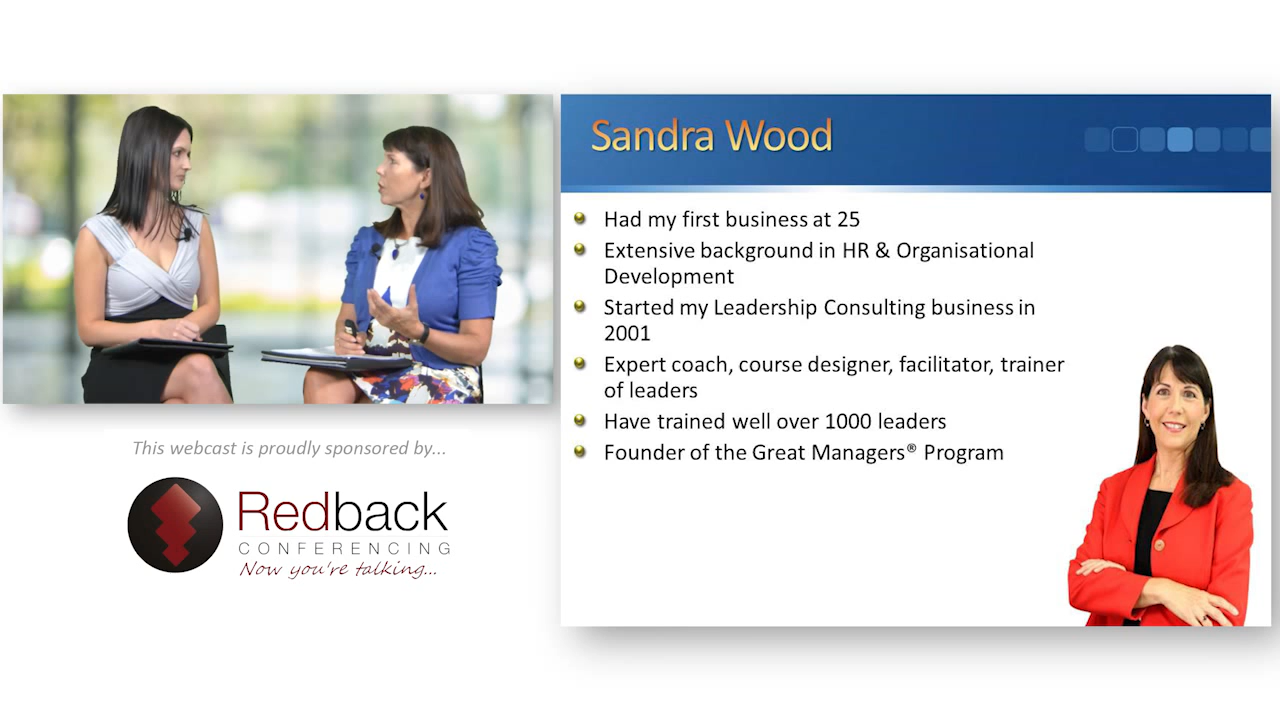 Sandra Wood
Had my first business at 25
Extensive background in HR & Organisational
Development
Started my Leadership Consulting business in
2001
Expert coach, course designer, facilitator, trainer
of leaders
Have trained well over 1000 leaders
Founder of the Great Managers® Program
This webcast is proudly sponsored by...
Redback
CONFERENCING
Now you're talking...